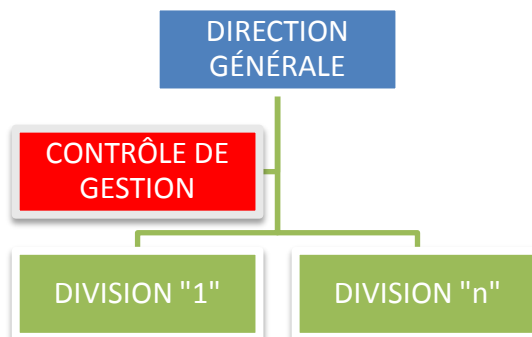 DIRECTION
GÉNÉRALE
CONTRÔLE DE
GESTION
DIVISION "1"
DIVISION "n"